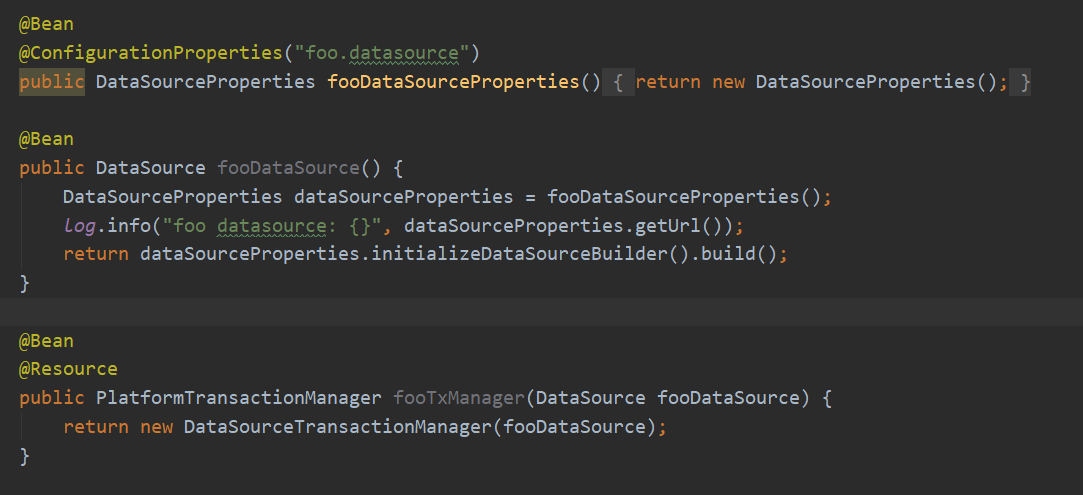 @Bean
@ConfigurationProperties("foo.datasource")
public DataSourceProperties fooDataSourceProperties() { return new DataSourceProperties(); }
@Bean
public DataSource fooDataSource() {
DataSourceProperties dataSourceProperties = fooDataSourceProperties();
log.info("foo datasource: {}", dataSourceProperties.getUrl());
return dataSourceProperties.initializeDataSourceBuilder().build();
}
@Bean
@Resource
public PlatformTransactionManager fooTxManager(DataSource fooDataSource) {
return new DataSourceTransactionManager(fooDataSource);
}